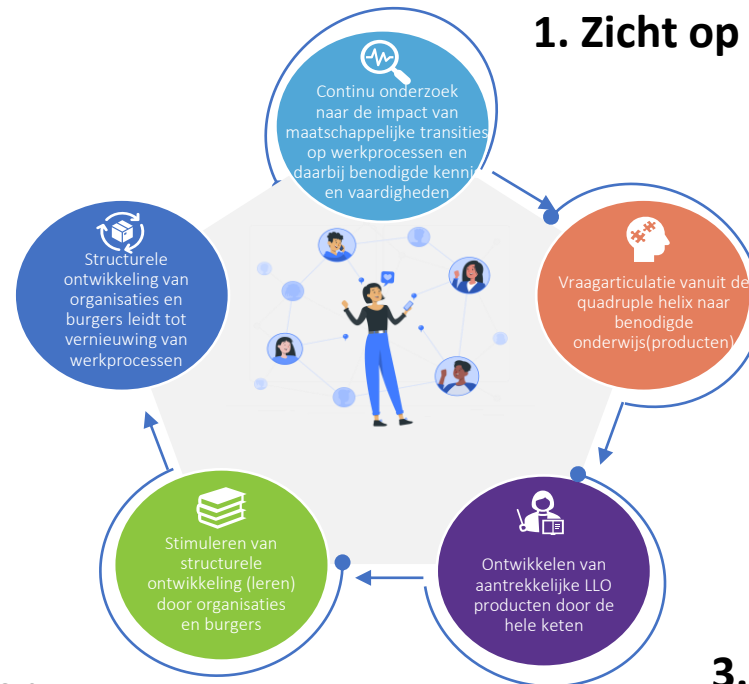 1. Zicht op
Continu onderzoek
naar de impact van
maatschappelijke transities
op werkprocessen en
daarbij benodigde kennis
en vaardigheden
Vraagarticulatie vanuit de
quadruple helix naar
benodigde
onderwijs(producten)
Ontwikkelen van
aantrekkelijke LLO
producten door de
hele keten
Stimuleren van
structurele
ontwikkeling (leren)
door organisaties
en burgers
Structurele
ontwikkeling van
organisaties en
burgers leidt tot
vernieuwing van
werkprocessen
3.